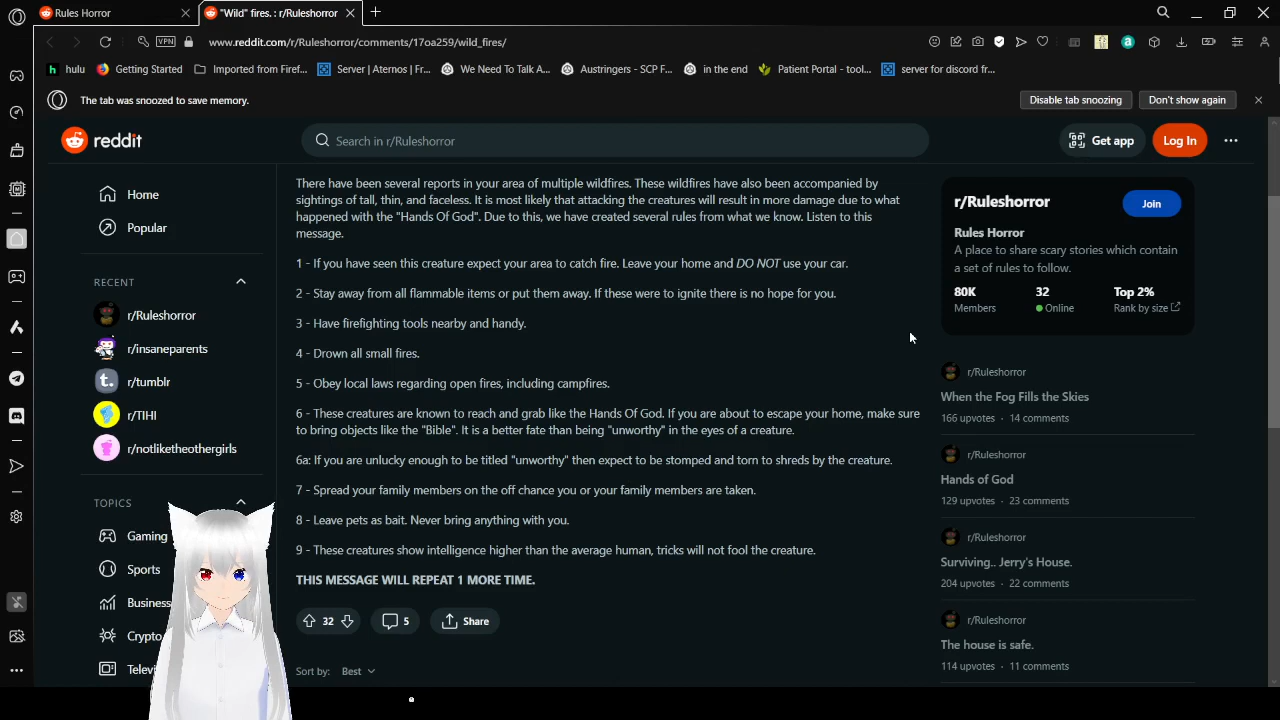 Rules Horror
"Wild" fires. : r/Ruleshorror
VPN
www.reddit.com/r/Ruleshorror/comments/17oa259/wild_fires/
hulu
Getting Started
Imported from Firef...
Server | Aternos | Fr...
We Need To Talk A...
Austringers - SCP F...
in the end
Patient Portal - tool...
server for discord fr...
The tab was snoozed to save memory.
Disable tab snoozing
Don't show again
reddit
Search in r/Ruleshorror
Get app
Log In
Home
Popular
RECENT
r/Ruleshorror
r/insaneparents
r/tumblr
r/TIHI
r/notliketheothergirls
TOPICS
Gaming
Sports
Business
Crypto
Televi
There have been several reports in your area of multiple wildfires. These wildfires have also been accompanied by
sightings of tall, thin, and faceless. It is most likely that attacking the creatures will result in more damage due to what
happened with the "Hands Of God". Due to this, we have created several rules from what we know. Listen to this
message.
1 - If you have seen this creature expect your area to catch fire. Leave your home and DO NOT use your car.
2 - Stay away from all flammable items or put them away. If these were to ignite there is no hope for you.
3 - Have firefighting tools nearby and handy.
4 - Drown all small fires.
5 - Obey local laws regarding open fires, including campfires.
6 - These creatures are known to reach and grab like the Hands Of God. If you are about to escape your home, make sure
to bring objects like the "Bible". It is a better fate than being "unworthy" in the eyes of a creature.
6a: If you are unlucky enough to be titled "unworthy" then expect to be stomped and torn to shreds by the creature.
7 - Spread your family members on the off chance you or your family members are taken.
8 - Leave pets as bait. Never bring anything with you.
9 - These creatures show intelligence higher than the average human, tricks will not fool the creature.
THIS MESSAGE WILL REPEAT 1 MORE TIME.
32
5
Share
Sort by: Best
r/Ruleshorror
Join
Rules Horror
A place to share scary stories which contain
a set of rules to follow.
80K 32 Top 2%
Members Online Rank by size
r/Ruleshorror
When the Fog Fills the Skies
166 upvotes · 14 comments
r/Ruleshorror
Hands of God
129 upvotes · 23 comments
r/Ruleshorror
Surviving.. Jerry's House.
204 upvotes · 22 comments
r/Ruleshorror
The house is safe.
114 upvotes · 11 comments